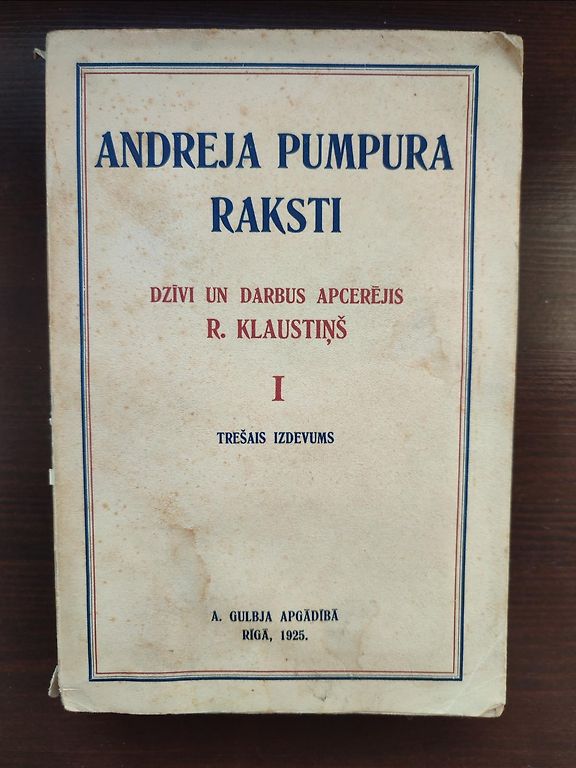 ANDREJA PUMPURA
RAKSTI
DZĪVI UN DARBUS APCERĒJIS
R. KLAUSTIŅŠ
I
TREŠAIS IZDEVUMS
A. GULBJA APGĀDĪBĀ
RĪGĀ, 1925.